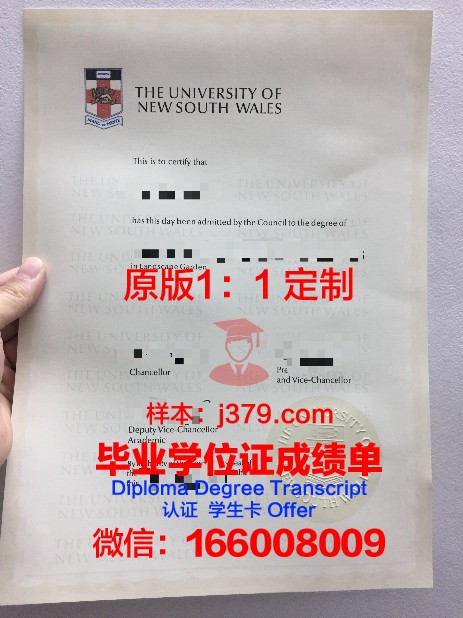 THE UNIVERSITY OF
NEW SOUTH WALES
This is to certify that
has this day been admitted by the Council to the degree of
in Landscape
原版1：1 定制
Chancellor
and Vice-Chancellor
样本：j379.com
Deputy Vice-Chancellor
Academic
毕业学位证成绩单
Diploma Degree Transcript
认证 学生卡 Offer
微信：166008009